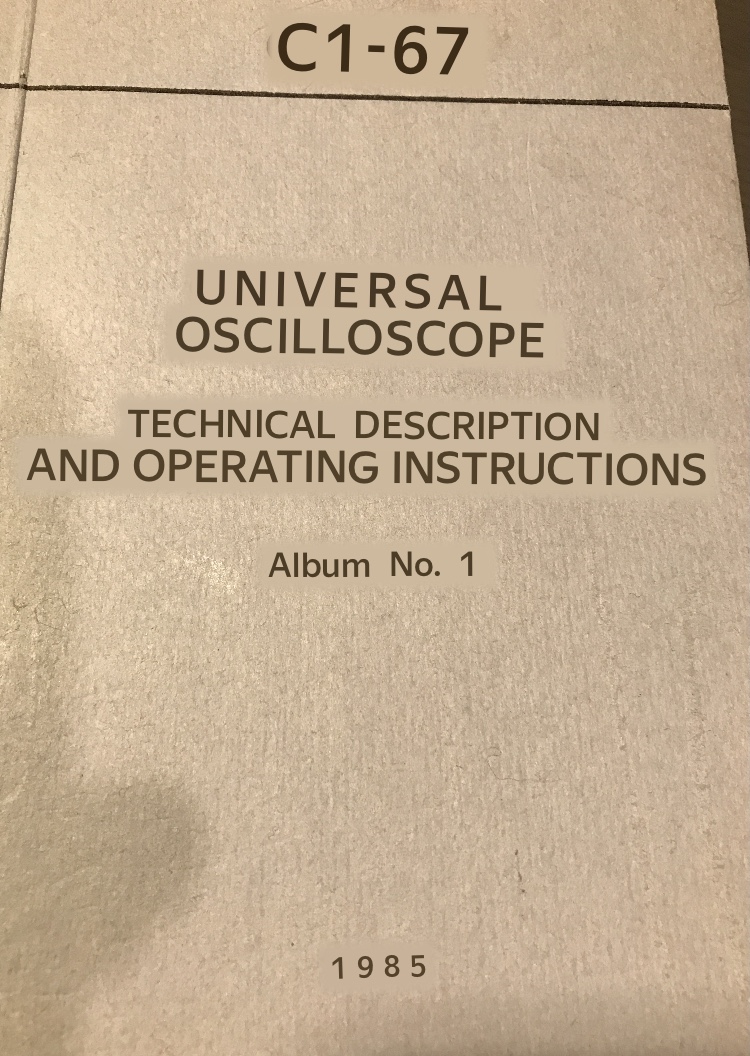 C1-67
UNIVERSAL
OSCILLOSCOPE
TECHNICAL DESCRIPTION
AND OPERATING INSTRUCTIONS
Album No. 1
1985